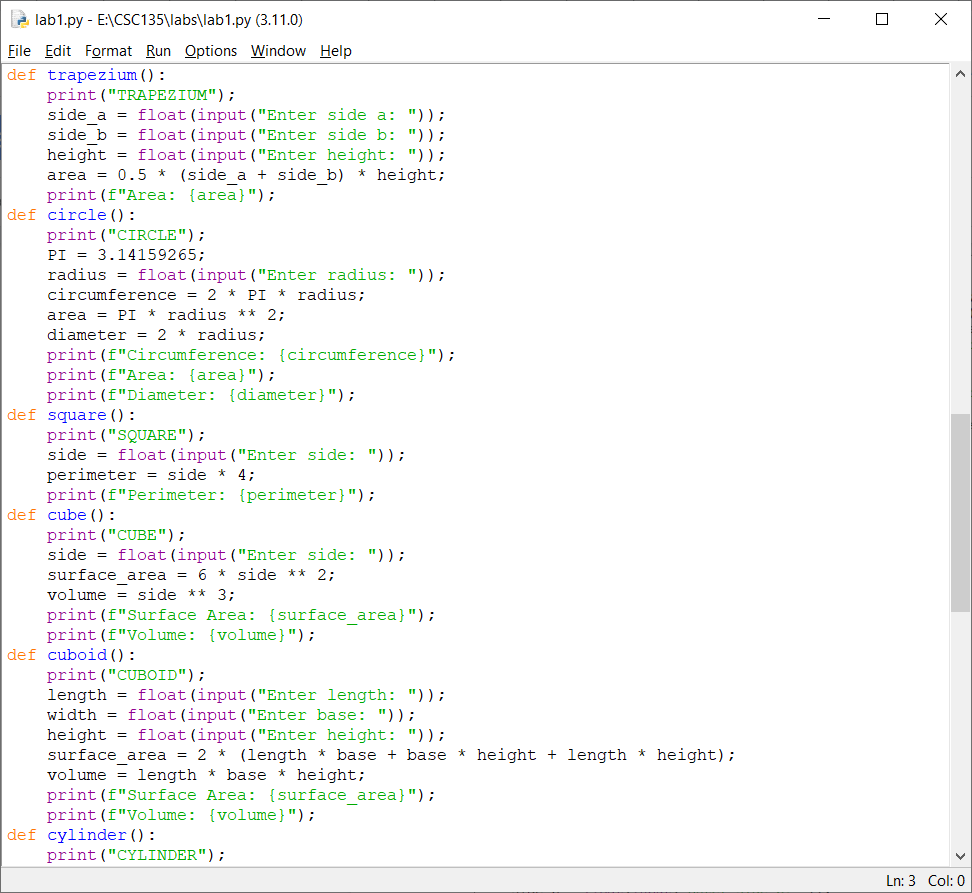 lab1.py - E:\CSC135\labs\lab1.py (3.11.0)
File Edit Format Run Options Window Help
def trapezium():
    print("TRAPEZIUM");
    side_a = float(input("Enter side a: "));
    side_b = float(input("Enter side b: "));
    height = float(input("Enter height: "));
    area = 0.5 * (side_a + side_b) * height;
    print(f"Area: {area}");
def circle():
    print("CIRCLE");
    PI = 3.14159265;
    radius = float(input("Enter radius: "));
    circumference = 2 * PI * radius;
    area = PI * radius ** 2;
    diameter = 2 * radius;
    print(f"Circumference: {circumference}");
    print(f"Area: {area}");
    print(f"Diameter: {diameter}");
def square():
    print("SQUARE");
    side = float(input("Enter side: "));
    perimeter = side * 4;
    print(f"Perimeter: {perimeter}");
def cube():
    print("CUBE");
    side = float(input("Enter side: "));
    surface_area = 6 * side ** 2;
    volume = side ** 3;
    print(f"Surface Area: {surface_area}");
    print(f"Volume: {volume}");
def cuboid():
    print("CUBOID");
    length = float(input("Enter length: "));
    width = float(input("Enter base: "));
    height = float(input("Enter height: "));
    surface_area = 2 * (length * base + base * height + length * height);
    volume = length * base * height;
    print(f"Surface Area: {surface_area}");
    print(f"Volume: {volume}");
def cylinder():
    print("CYLINDER");
Ln: 3 Col: 0